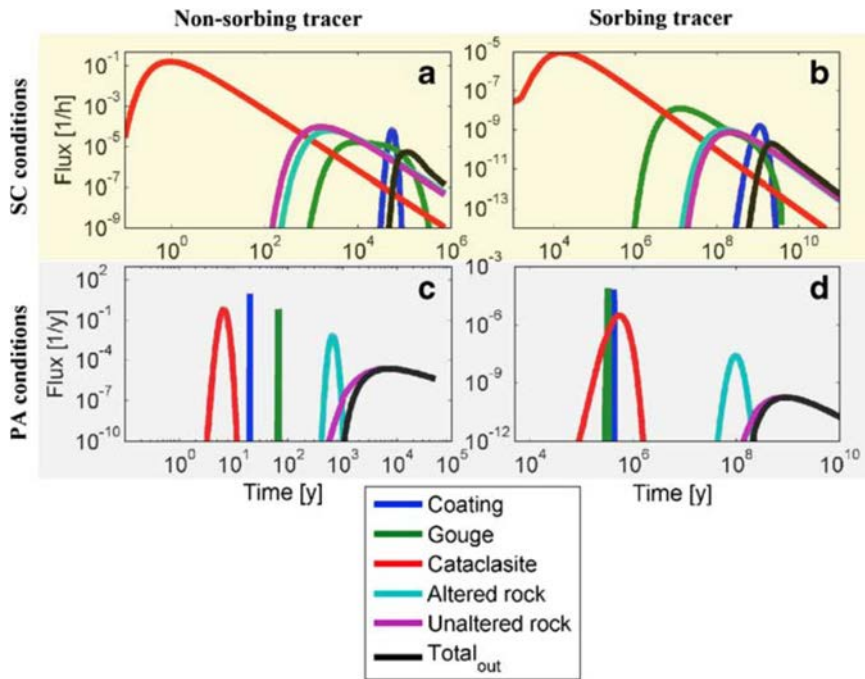 Non-sorbing tracer
Sorbing tracer
SC conditions
PA conditions
a
Flux [1/h]
10^-1
10^-3
10^-5
10^-7
10^-9
10^0
10^2
10^4
10^6
b
10^-5
10^-7
10^-9
10^-11
10^-14
10^4
10^6
10^8
10^10
c
Flux [1/y]
10^2
10^-1
10^-4
10^-7
10^-10
10^0
10^1
10^2
10^3
10^4
10^5
Time [y]
d
10^-3
10^-6
10^-9
10^-12
10^4
10^6
10^8
10^10
Time [y]
Coating
Gouge
Cataclasite
Altered rock
Unaltered rock
Total_out